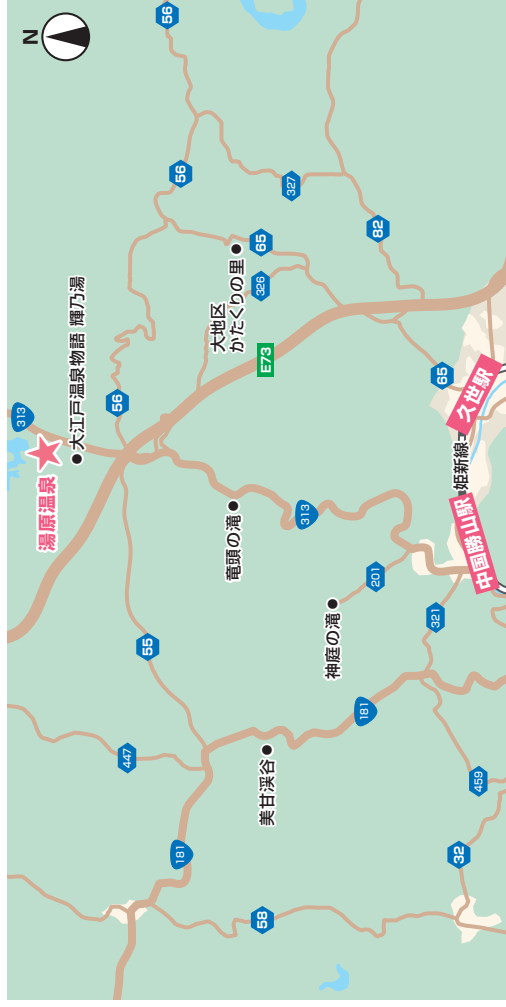 N
56
56
327
82
65
326
大地区
かたくりの里
大江戸温泉物語 輝乃湯
313
56
E73
65
久世駅
姫新線
中国勝山駅
湯原温泉
竜頭の滝
313
201
神庭の滝
321
55
181
447
美甘渓谷
181
459
32
58